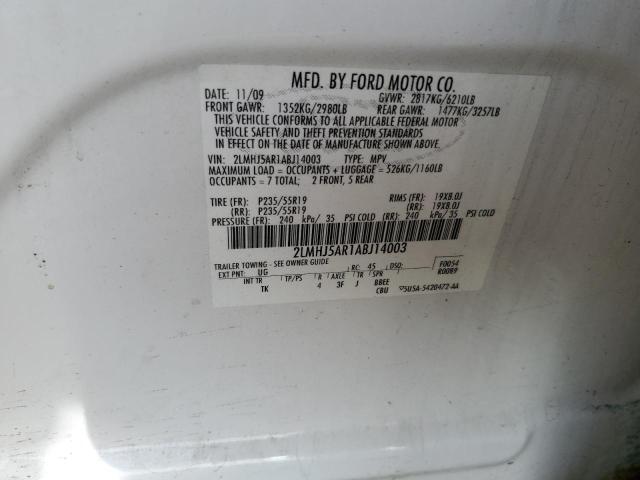 MFD. BY FORD MOTOR CO.
DATE: 11/09 GVWR: 2817KG/6210LB
FRONT GAWR: 1352KG/2980LB REAR GAWR: 1477KG/3257LB
THIS VEHICLE CONFORMS TO ALL APPLICABLE FEDERAL MOTOR
VEHICLE SAFETY AND THEFT PREVENTION STANDARDS
IN EFFECT ON THE DATE OF MANUFACTURE SHOWN ABOVE.
VIN: 2LMHJ5AR1ABJ14003 TYPE: MPV
MAXIMUM LOAD = OCCUPANTS + LUGGAGE = 526KG/1160LB
OCCUPANTS = 7 TOTAL; 2 FRONT, 5 REAR
TIRE (FR): P235/55R19 RIMS (FR): 19X8.0J
(RR): P235/55R19 (RR): 19X8.0J
PRESSURE (FR): 240 kPa/ 35 PSI COLD (RR): 240 kPa/ 35 PSI COLD
2LMHJ5AR1ABJ14003
TRAILER TOWING - SEE OWNER GUIDE
EXT PNT: UG RC: 45 DSO: F0054
R0089
INT TR TP/PS R AXLE TR SPR
TK 4 3F J BBEE
CBU 5U5A-5420472-AA